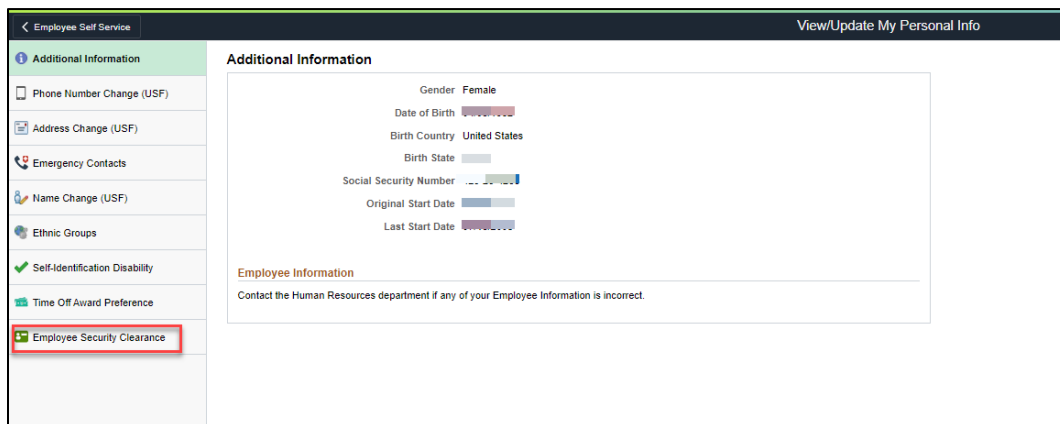 Employee Self Service
View/Update My Personal Info
Additional Information
Phone Number Change (USF)
Address Change (USF)
Emergency Contacts
Name Change (USF)
Ethnic Groups
Self-Identification Disability
Time Off Award Preference
Employee Security Clearance
Additional Information
Gender Female
Date of Birth
Birth Country United States
Birth State
Social Security Number
Original Start Date
Last Start Date
Employee Information
Contact the Human Resources department if any of your Employee Information is incorrect.